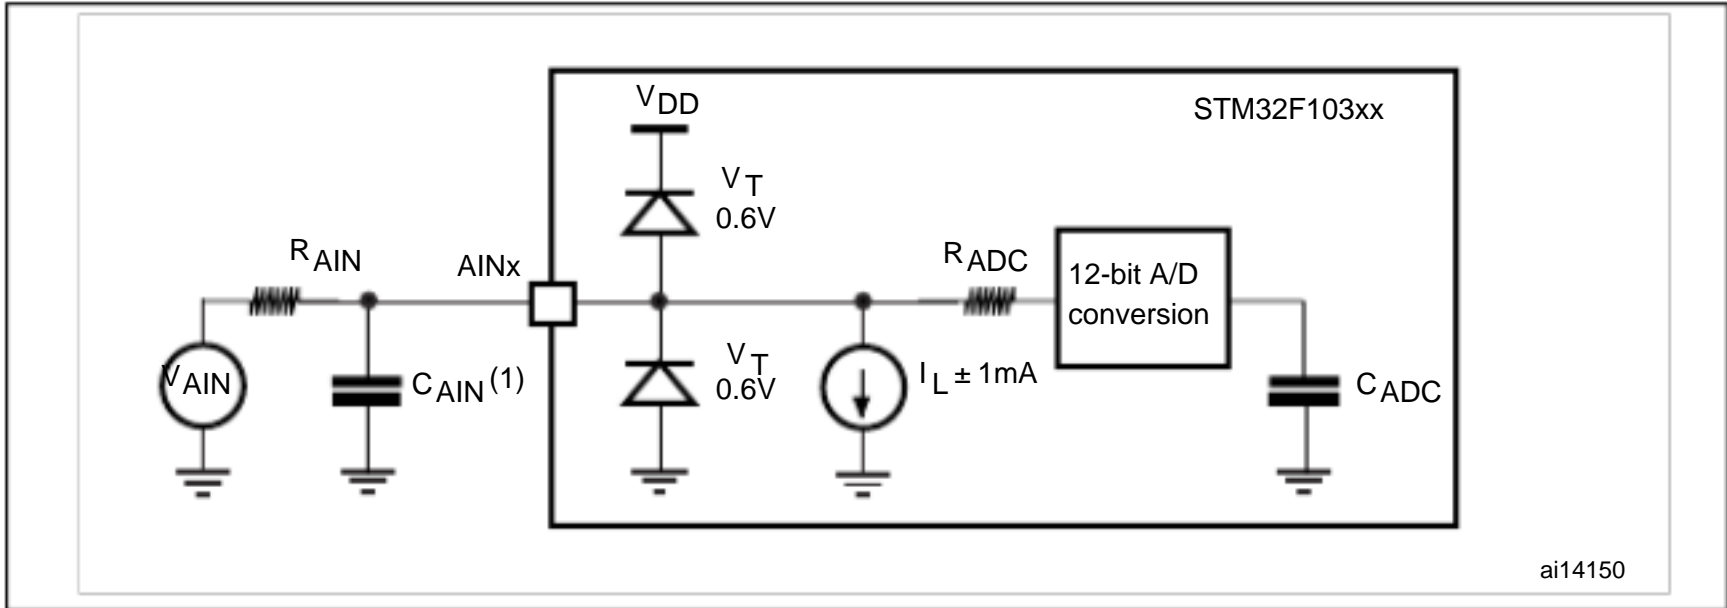 STM32F103xx
VDD
VT
0.6V
RAIN
AINx
RADC
12-bit A/D
conversion
VAIN
CAIN(1)
VT
0.6V
IL ± 1mA
CADC
ai14150